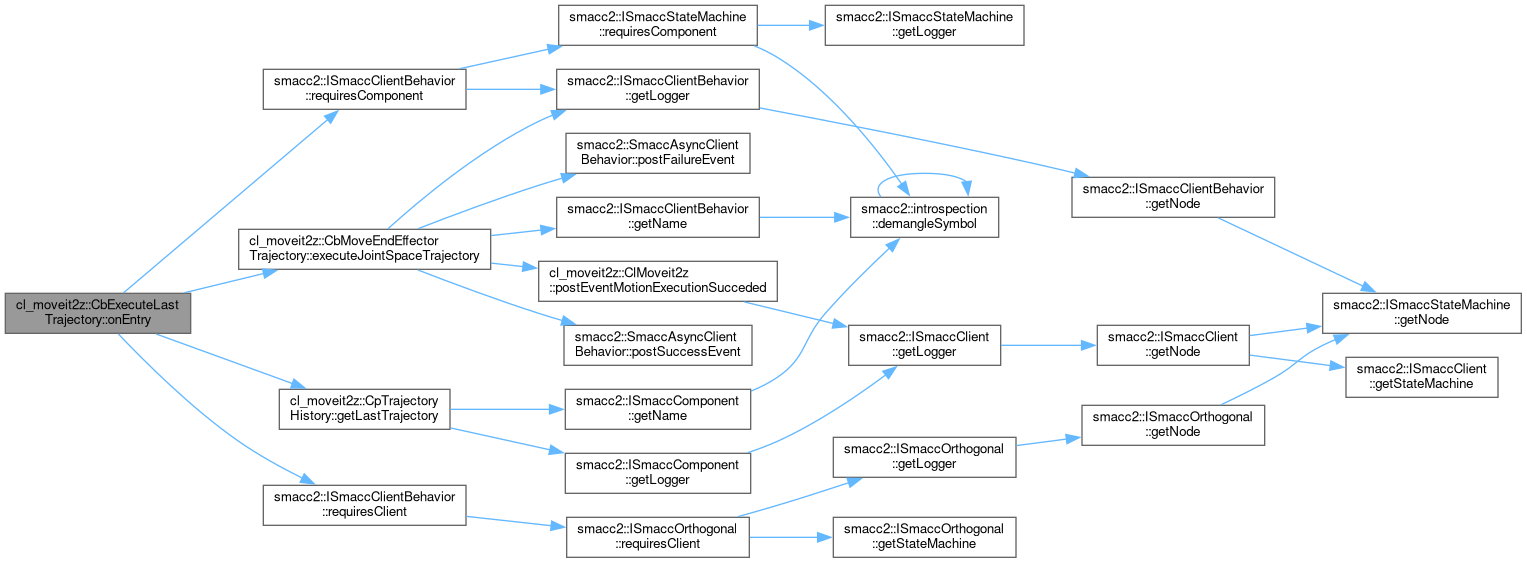 cl_moveit2z::CbExecuteLast
Trajectory::onEntry
smacc2::ISmaccClientBehavior
::requiresComponent
cl_moveit2z::CbMoveEndEffector
Trajectory::executeJointSpaceTrajectory
cl_moveit2z::CpTrajectory
History::getLastTrajectory
smacc2::ISmaccClientBehavior
::requiresClient
smacc2::ISmaccStateMachine
::requiresComponent
smacc2::ISmaccClientBehavior
::getLogger
smacc2::SmaccAsyncClient
Behavior::postFailureEvent
smacc2::ISmaccClientBehavior
::getName
cl_moveit2z::ClMoveit2z
::postEventMotionExecutionSucceded
smacc2::SmaccAsyncClient
Behavior::postSuccessEvent
smacc2::ISmaccComponent
::getName
smacc2::ISmaccComponent
::getLogger
smacc2::ISmaccOrthogonal
::requiresClient
smacc2::ISmaccStateMachine
::getLogger
smacc2::introspection
::demangleSymbol
smacc2::ISmaccClient
::getLogger
smacc2::ISmaccOrthogonal
::getLogger
smacc2::ISmaccOrthogonal
::getStateMachine
smacc2::ISmaccClientBehavior
::getNode
smacc2::ISmaccClient
::getNode
smacc2::ISmaccOrthogonal
::getNode
smacc2::ISmaccStateMachine
::getNode
smacc2::ISmaccClient
::getStateMachine